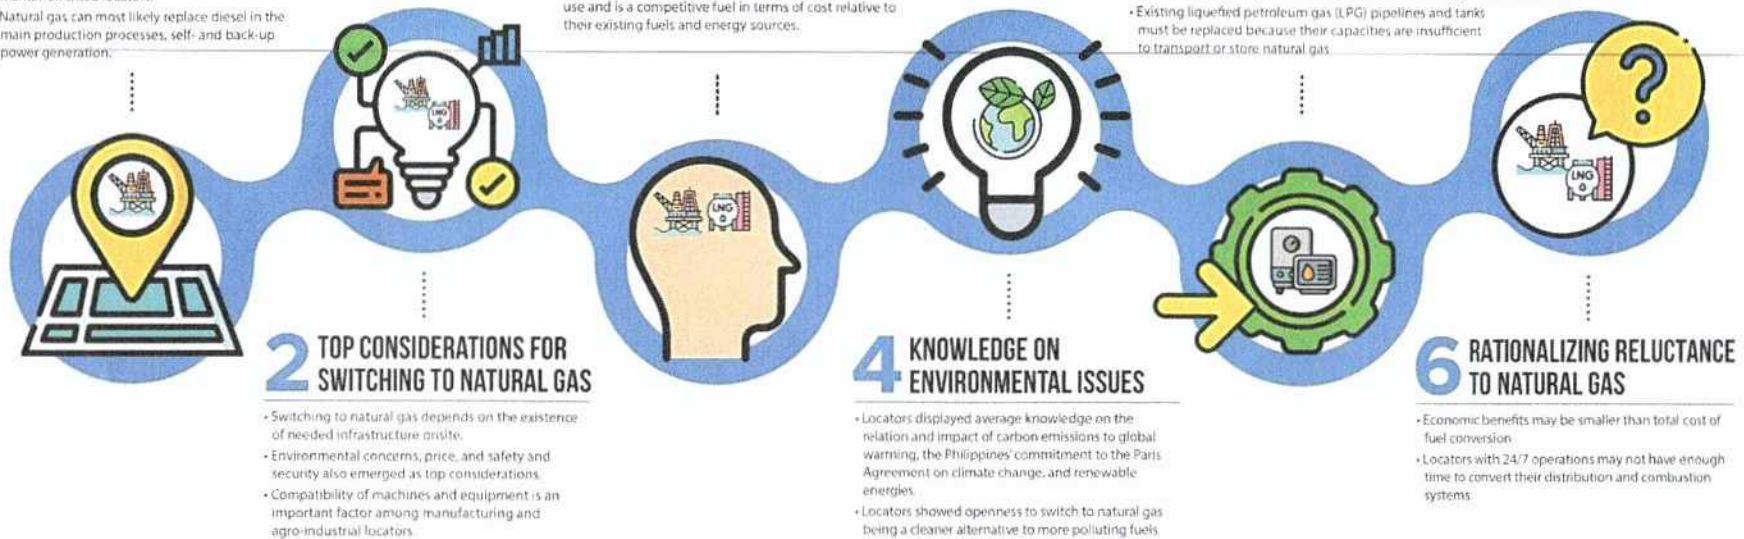 Natural gas can most likely replace diesel in the
main production processes, self- and back-up
power generation.
use and is a competitive fuel in terms of cost relative to
their existing fuels and energy sources.
• Existing liquefied petroleum gas (LPG) pipelines and tanks
must be replaced because their capacities are insufficient
to transport or store natural gas
LNG
LNG
?
LNG
2 TOP CONSIDERATIONS FOR
SWITCHING TO NATURAL GAS
• Switching to natural gas depends on the existence
of needed infrastructure onsite.
• Environmental concerns, price, and safety and
security also emerged as top considerations.
• Compatibility of machines and equipment is an
important factor among manufacturing and
agro-industrial locators.
4 KNOWLEDGE ON
ENVIRONMENTAL ISSUES
• Locators displayed average knowledge on the
relation and impact of carbon emissions to global
warming, the Philippines' commitment to the Paris
Agreement on climate change, and renewable
energies.
• Locators showed openness to switch to natural gas
being a cleaner alternative to more polluting fuels
6 RATIONALIZING RELUCTANCE
TO NATURAL GAS
• Economic benefits may be smaller than total cost of
fuel conversion
• Locators with 24/7 operations may not have enough
time to convert their distribution and combustion
systems